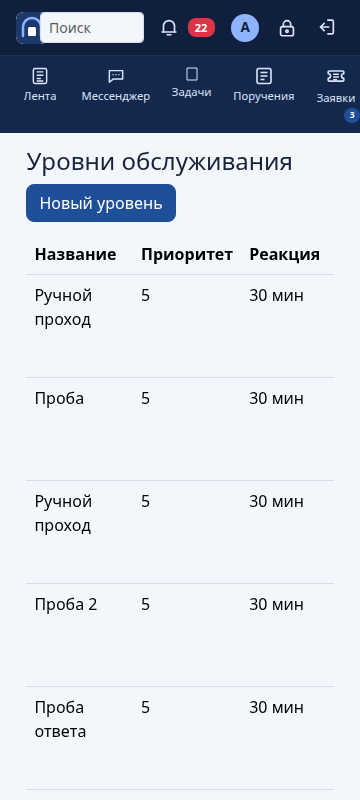 Поиск
22
А
Лента
Мессенджер
Задачи
Поручения
Заявки
3
Уровни обслуживания
Новый уровень
Название Приоритет Реакция
Ручной 5 30 мин
проход
Проба 5 30 мин
Ручной 5 30 мин
проход
Проба 2 5 30 мин
Проба 5 30 мин
ответа